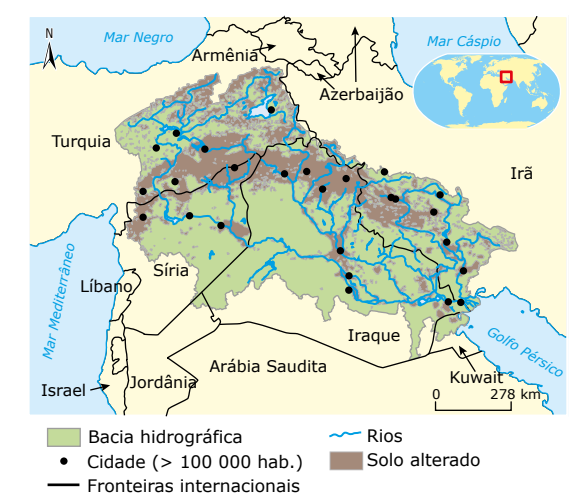 N
Mar Negro
Mar Cáspio
Armênia
Azerbaijão
Turquia
Irã
Mar Mediterrâneo
Síria
Líbano
Iraque
Golfo Pérsico
Arábia Saudita
Israel
Jordânia
Kuwait
0 278 km
Bacia hidrográfica
Rios
Cidade (> 100 000 hab.)
Solo alterado
Fronteiras internacionais